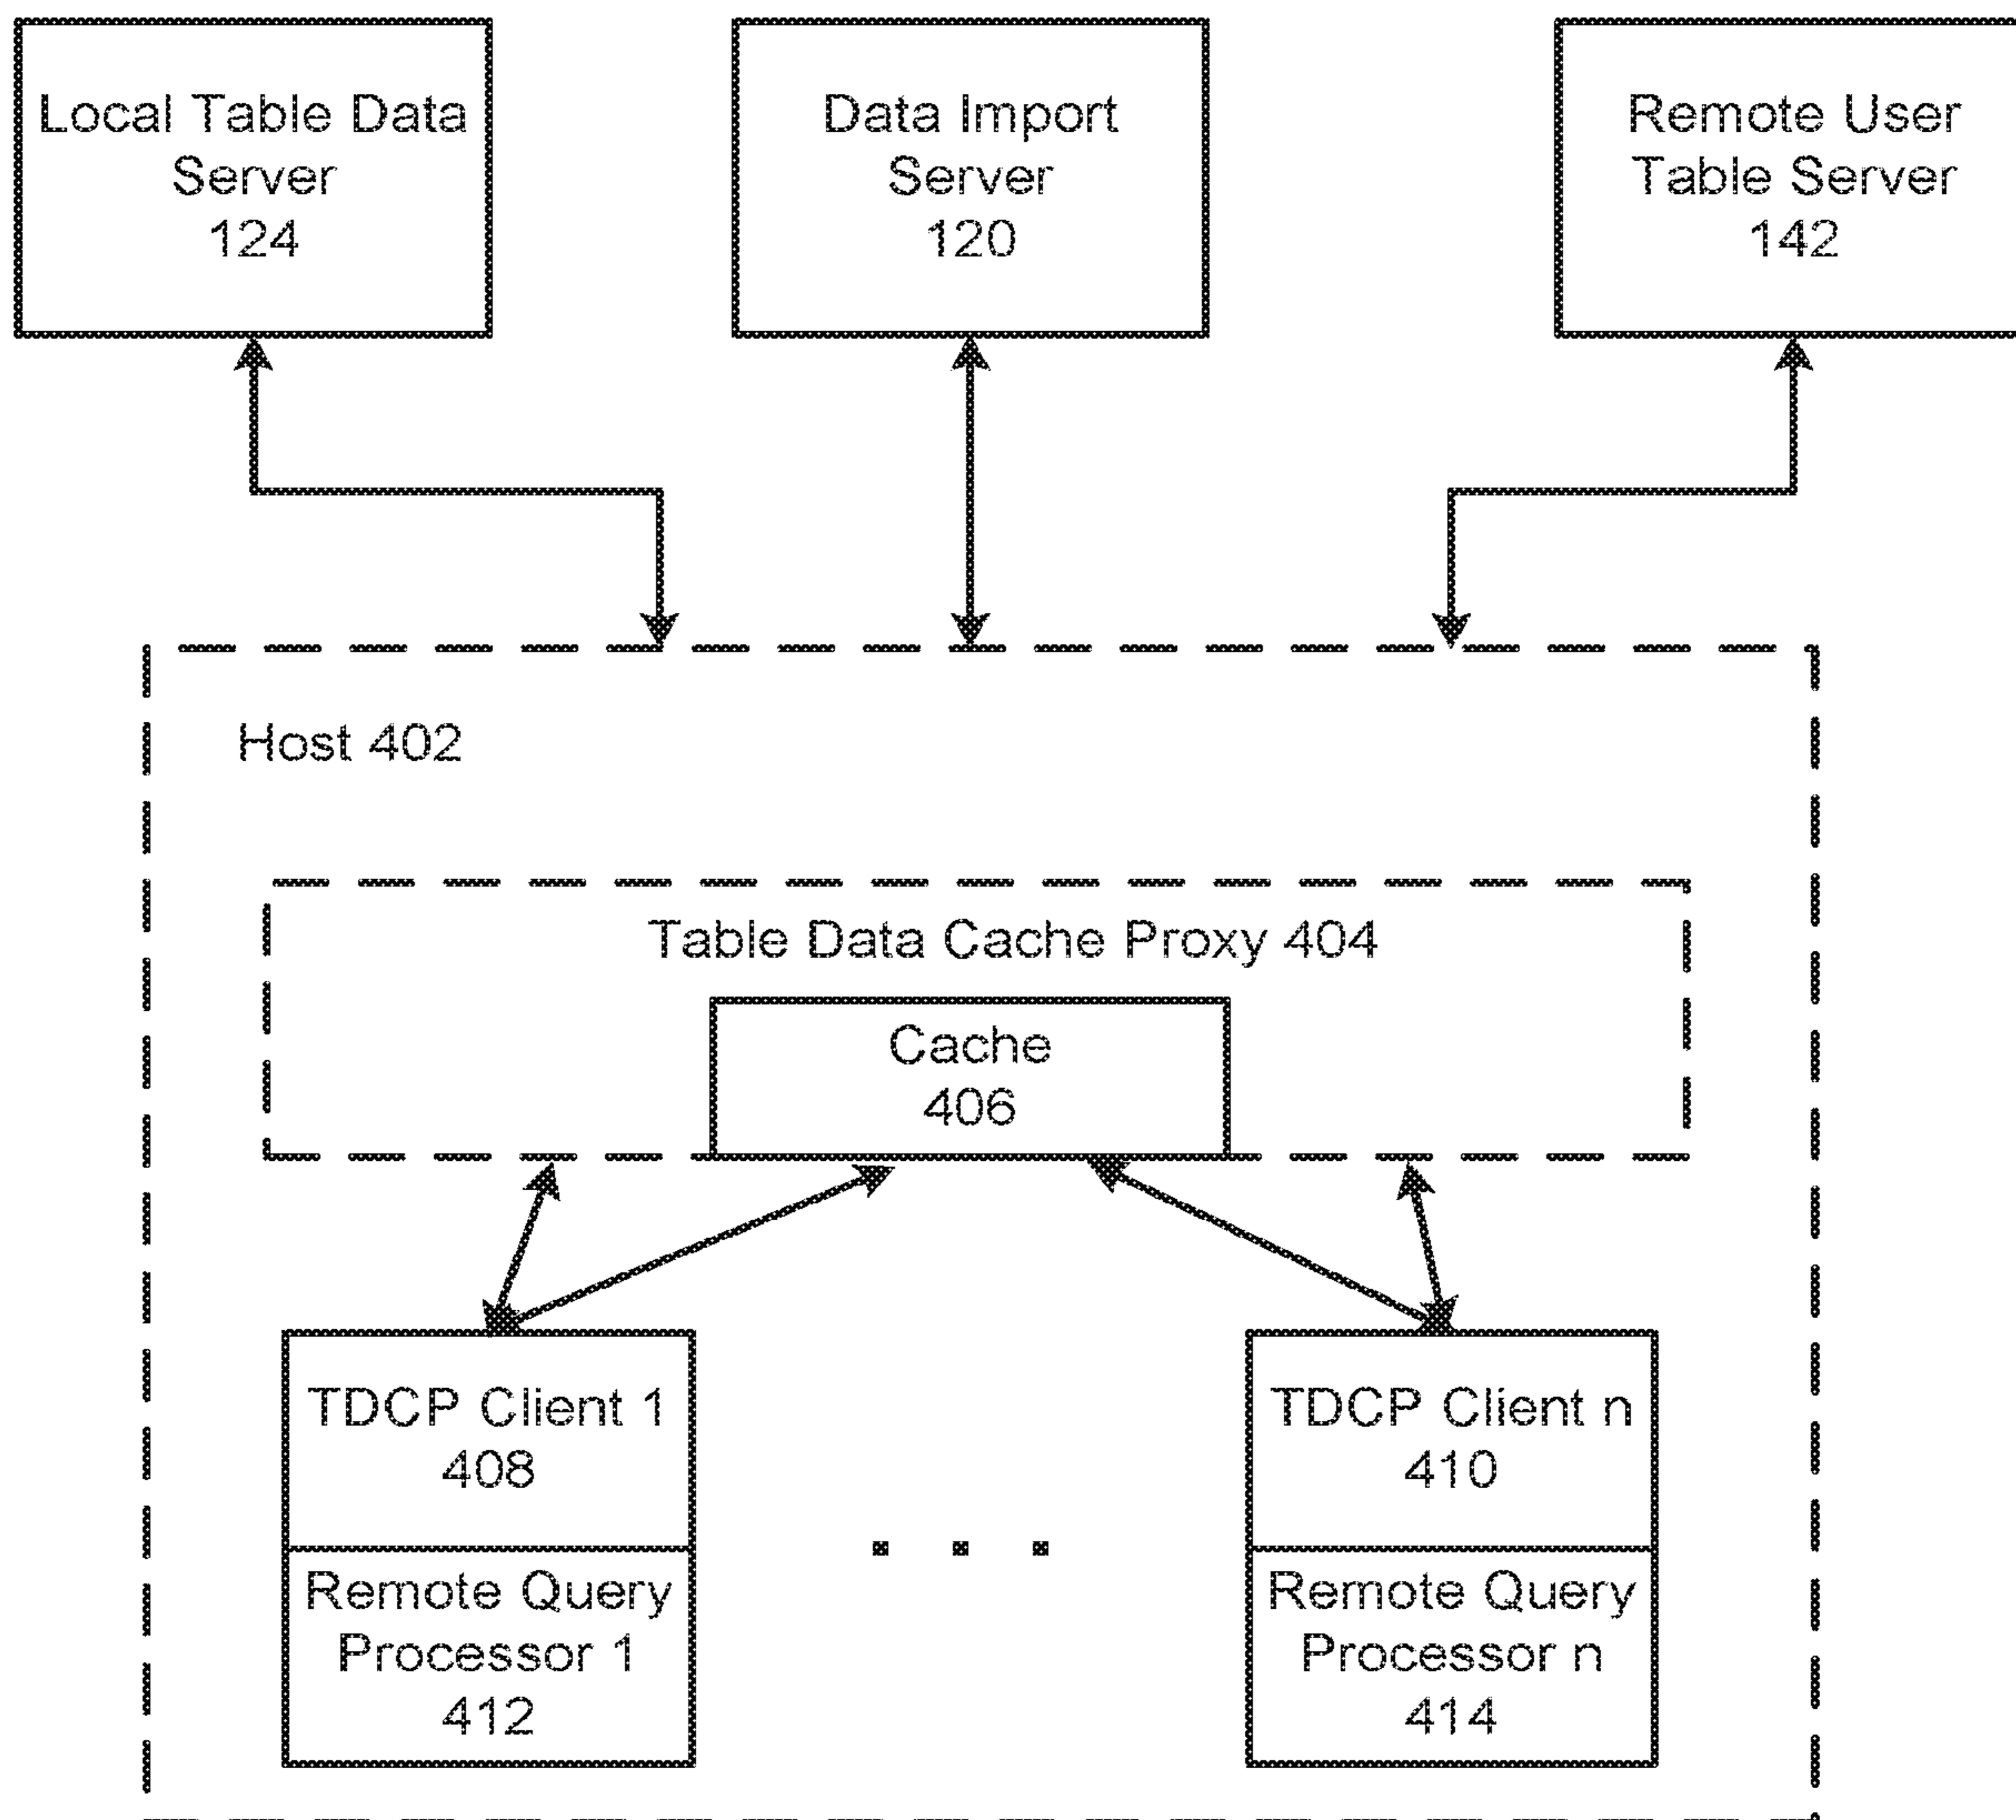 Local Table Data
Server
124
Data Import
Server
120
Remote User
Table Server
142
Host 402
Table Data Cache Proxy 404
Cache
406
TDCP Client 1
408
Remote Query
Processor 1
412
. . .
TDCP Client n
410
Remote Query
Processor n
414